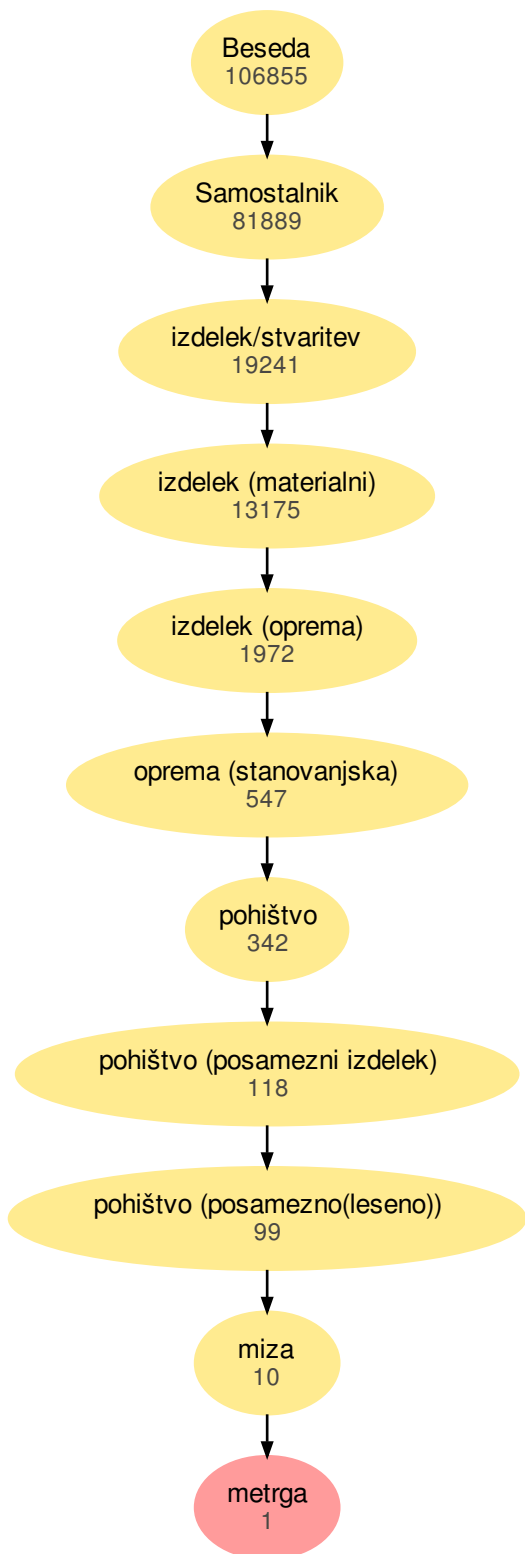 Beseda
106855
Samostalnik
81889
izdelek/stvaritev
19241
izdelek (materialni)
13175
izdelek (oprema)
1972
oprema (stanovanjska)
547
pohištvo
342
pohištvo (posamezni izdelek)
118
pohištvo (posamezno(leseno))
99
miza
10
metrga
1